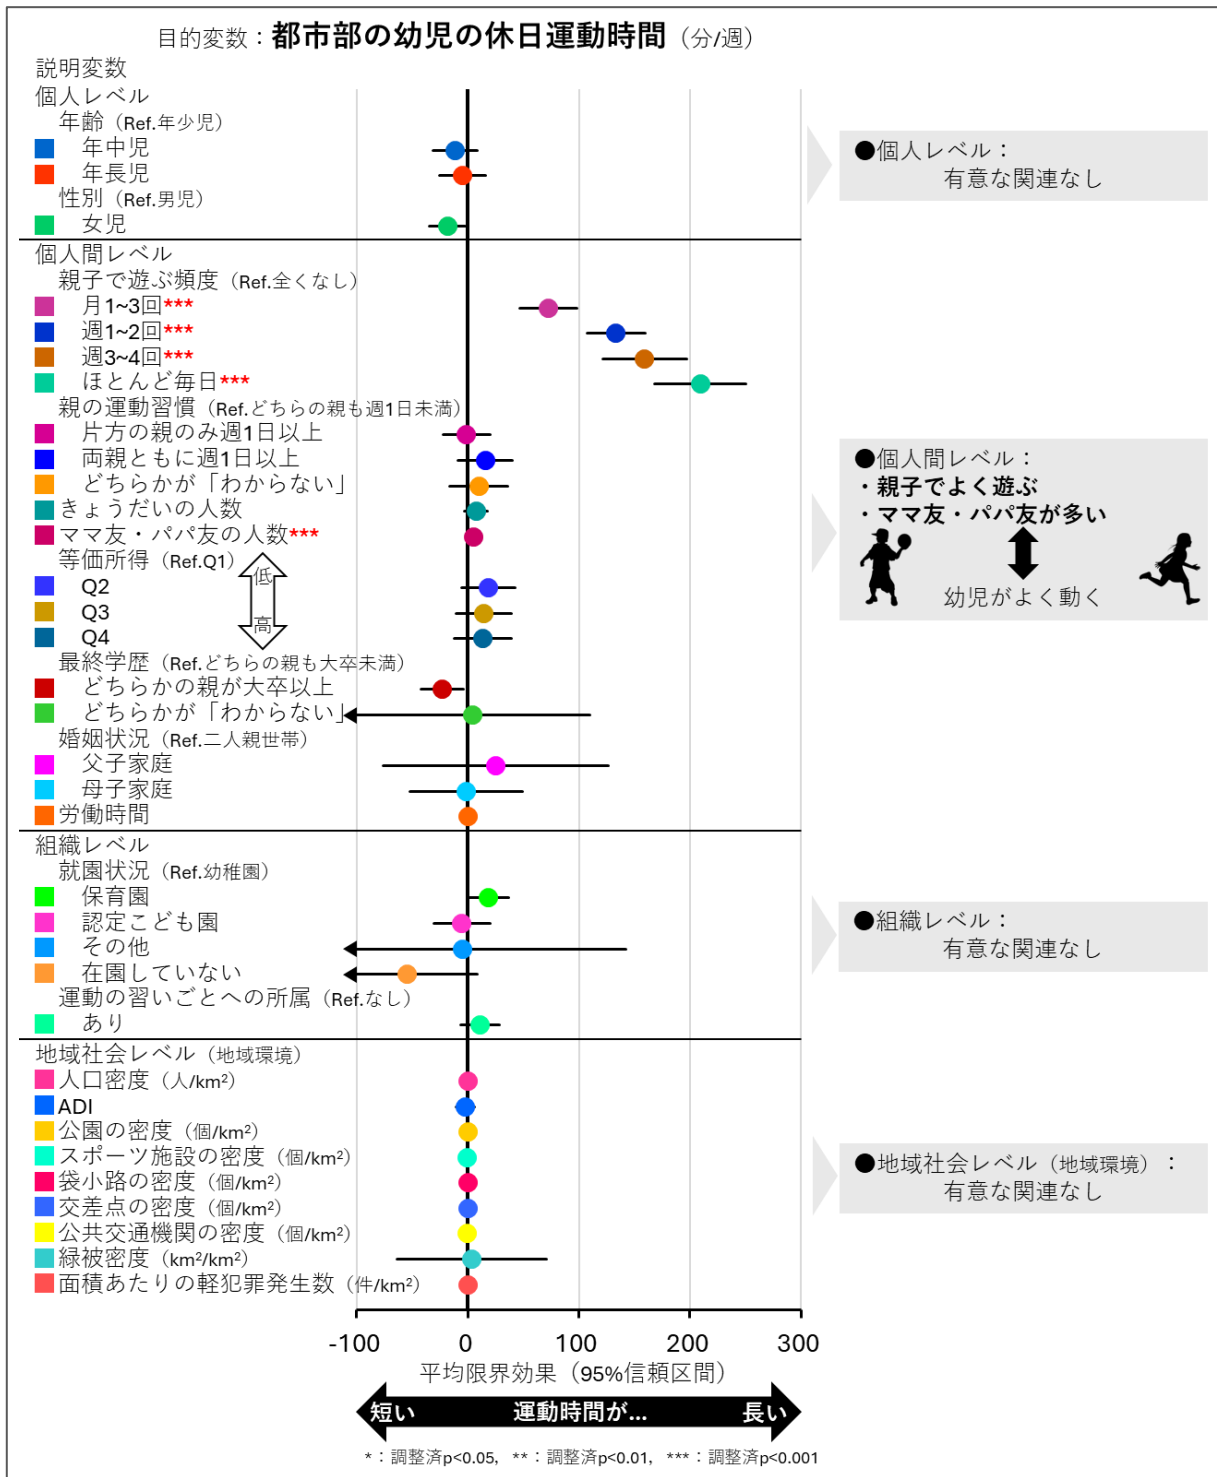 目的変数：都市部の幼児の休日運動時間（分/週）
説明変数
個人レベル
年齢（Ref.年少児）
年中児
年長児
性別（Ref.男児）
女児
●個人レベル：
有意な関連なし
個人間レベル
親子で遊ぶ頻度（Ref.全くなし）
月1~3回***
週1~2回***
週3~4回***
ほとんど毎日***
親の運動習慣（Ref.どちらの親も週1日未満）
片方の親のみ週1日以上
両親ともに週1日以上
どちらかが「わからない」
きょうだいの人数
ママ友・パパ友の人数***
等価所得（Ref.Q1）
低
Q2
Q3
高
Q4
最終学歴（Ref.どちらの親も大卒未満）
どちらかの親が大卒以上
どちらかが「わからない」
婚姻状況（Ref.二人親世帯）
父子家庭
母子家庭
労働時間
●個人間レベル：
・親子でよく遊ぶ
・ママ友・パパ友が多い
幼児がよく動く
組織レベル
就園状況（Ref.幼稚園）
保育園
認定こども園
その他
在園していない
運動の習いごとへの所属（Ref.なし）
あり
●組織レベル：
有意な関連なし
地域社会レベル（地域環境）
人口密度（人/km²）
ADI
公園の密度（個/km²）
スポーツ施設の密度（個/km²）
袋小路の密度（個/km²）
交差点の密度（個/km²）
公共交通機関の密度（個/km²）
緑被密度（km²/km²）
面積あたりの軽犯罪発生数（件/km²）
●地域社会レベル（地域環境）：
有意な関連なし
-100 0 100 200 300
平均限界効果（95%信頼区間）
短い 運動時間が... 長い
*：調整済p<0.05, **：調整済p<0.01, ***：調整済p<0.001